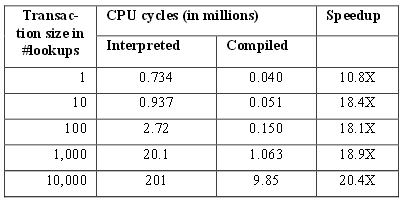 Transac-
tion size in
#lookups
CPU cycles (in millions)
Speedup
Interpreted Compiled
1 0.734 0.040 10.8X
10 0.937 0.051 18.4X
100 2.72 0.150 18.1X
1,000 20.1 1.063 18.9X
10,000 201 9.85 20.4X